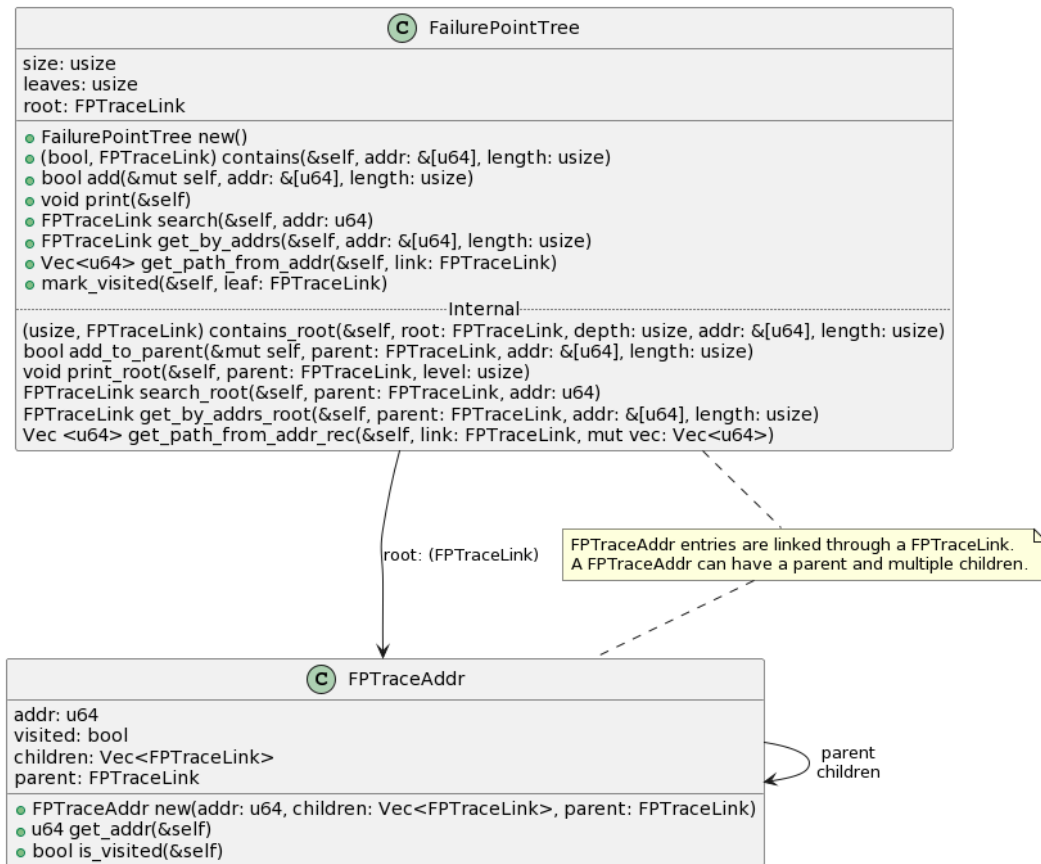 C FailurePointTree
size: usize
leaves: usize
root: FPTraceLink
FailurePointTree new()
(bool, FPTraceLink) contains(&self, addr: &[u64], length: usize)
bool add(&mut self, addr: &[u64], length: usize)
void print(&self)
FPTraceLink search(&self, addr: u64)
FPTraceLink get_by_addrs(&self, addr: &[u64], length: usize)
Vec<u64> get_path_from_addr(&self, link: FPTraceLink)
mark_visited(&self, leaf: FPTraceLink)
Internal
(usize, FPTraceLink) contains_root(&self, root: FPTraceLink, depth: usize, addr: &[u64], length: usize)
bool add_to_parent(&mut self, parent: FPTraceLink, addr: &[u64], length: usize)
void print_root(&self, parent: FPTraceLink, level: usize)
FPTraceLink search_root(&self, parent: FPTraceLink, addr: u64)
FPTraceLink get_by_addrs_root(&self, parent: FPTraceLink, addr: &[u64], length: usize)
Vec <u64> get_path_from_addr_rec(&self, link: FPTraceLink, mut vec: Vec<u64>)
root: (FPTraceLink)
FPTraceAddr entries are linked through a FPTraceLink.
A FPTraceAddr can have a parent and multiple children.
C FPTraceAddr
addr: u64
visited: bool
children: Vec<FPTraceLink>
parent: FPTraceLink
parent
children
FPTraceAddr new(addr: u64, children: Vec<FPTraceLink>, parent: FPTraceLink)
u64 get_addr(&self)
bool is_visited(&self)